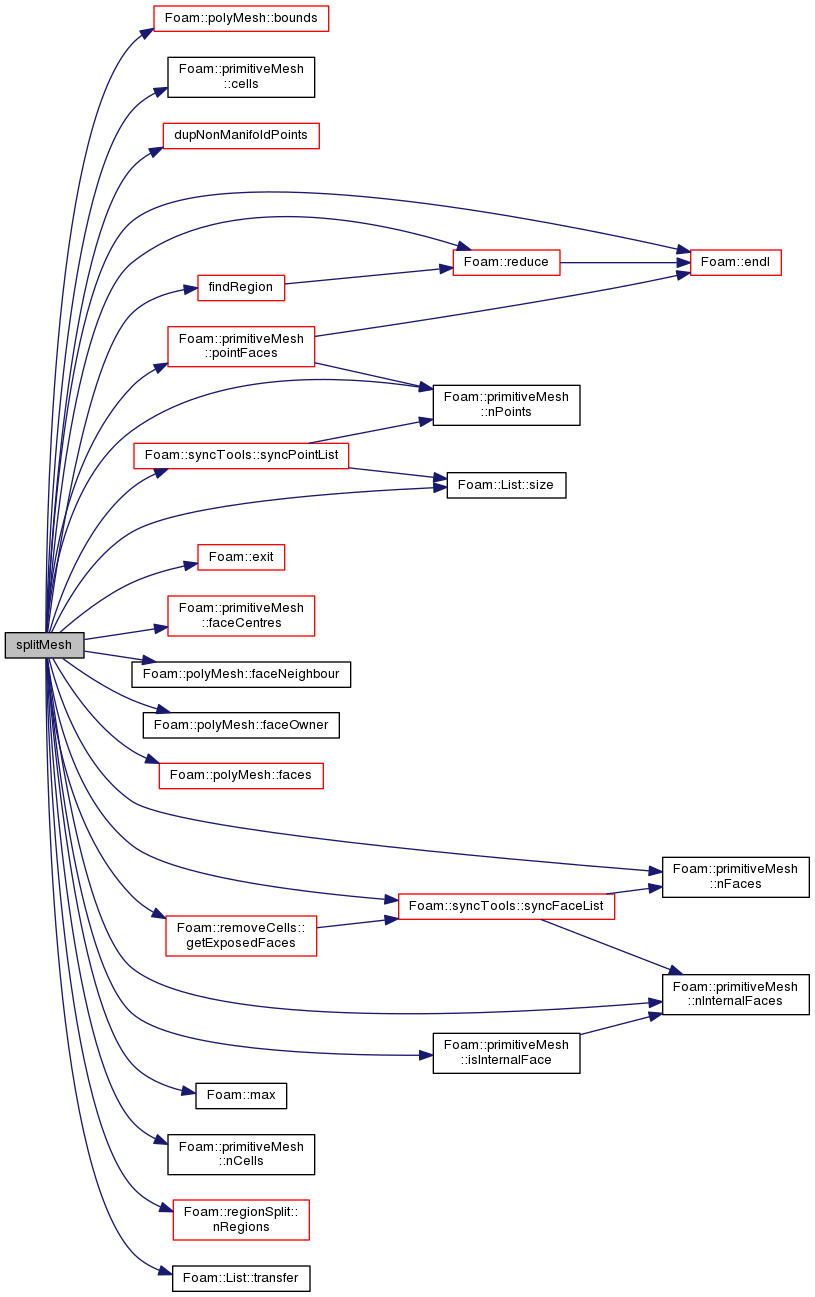 Foam::polyMesh::bounds
Foam::primitiveMesh
::cells
dupNonManifoldPoints
Foam::reduce
Foam::endl
findRegion
Foam::primitiveMesh
::pointFaces
Foam::primitiveMesh
::nPoints
Foam::syncTools::syncPointList
Foam::List::size
Foam::exit
Foam::primitiveMesh
::faceCentres
splitMesh
Foam::polyMesh::faceNeighbour
Foam::polyMesh::faceOwner
Foam::polyMesh::faces
Foam::primitiveMesh
::nFaces
Foam::syncTools::syncFaceList
Foam::removeCells::
getExposedFaces
Foam::primitiveMesh
::nInternalFaces
Foam::primitiveMesh
::isInternalFace
Foam::max
Foam::primitiveMesh
::nCells
Foam::regionSplit::
nRegions
Foam::List::transfer